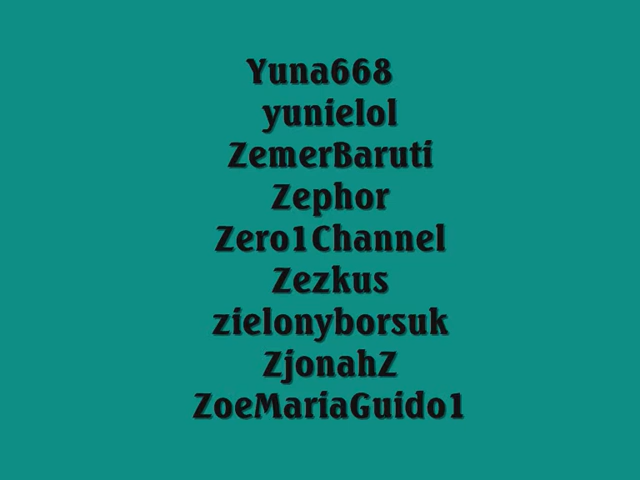 Yuna668
yunielol
ZemerBaruti
Zephor
Zero1Channel
Zezkus
zielonyborsuk
ZjonahZ
ZoeMariaGuido1